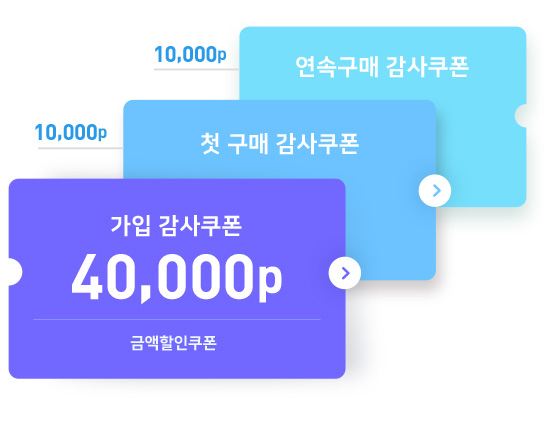 10,000p
연속구매 감사쿠폰
10,000p
첫 구매 감사쿠폰
가입 감사쿠폰
40,000p
금액할인쿠폰